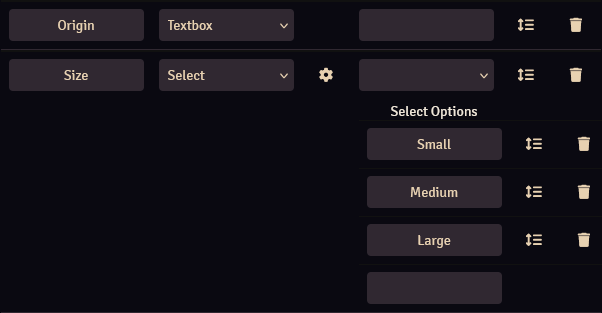 Origin Textbox
Size Select
Select Options
Small
Medium
Large